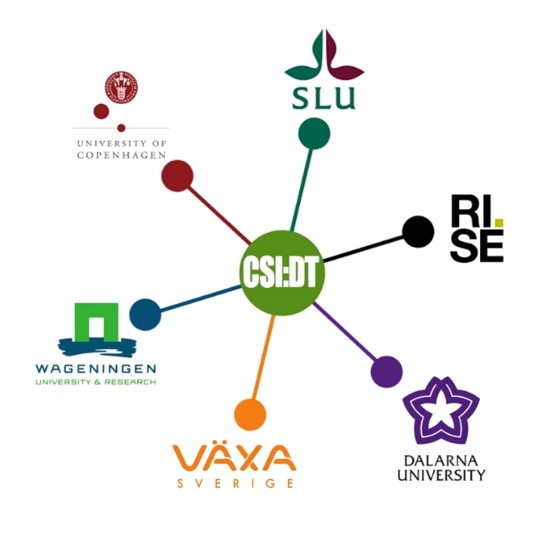 SLU
UNIVERSITY OF
COPENHAGEN
RI.
SE
CSI:DT
WAGENINGEN
UNIVERSITY & RESEARCH
VÄXA
SVERIGE
DALARNA
UNIVERSITY